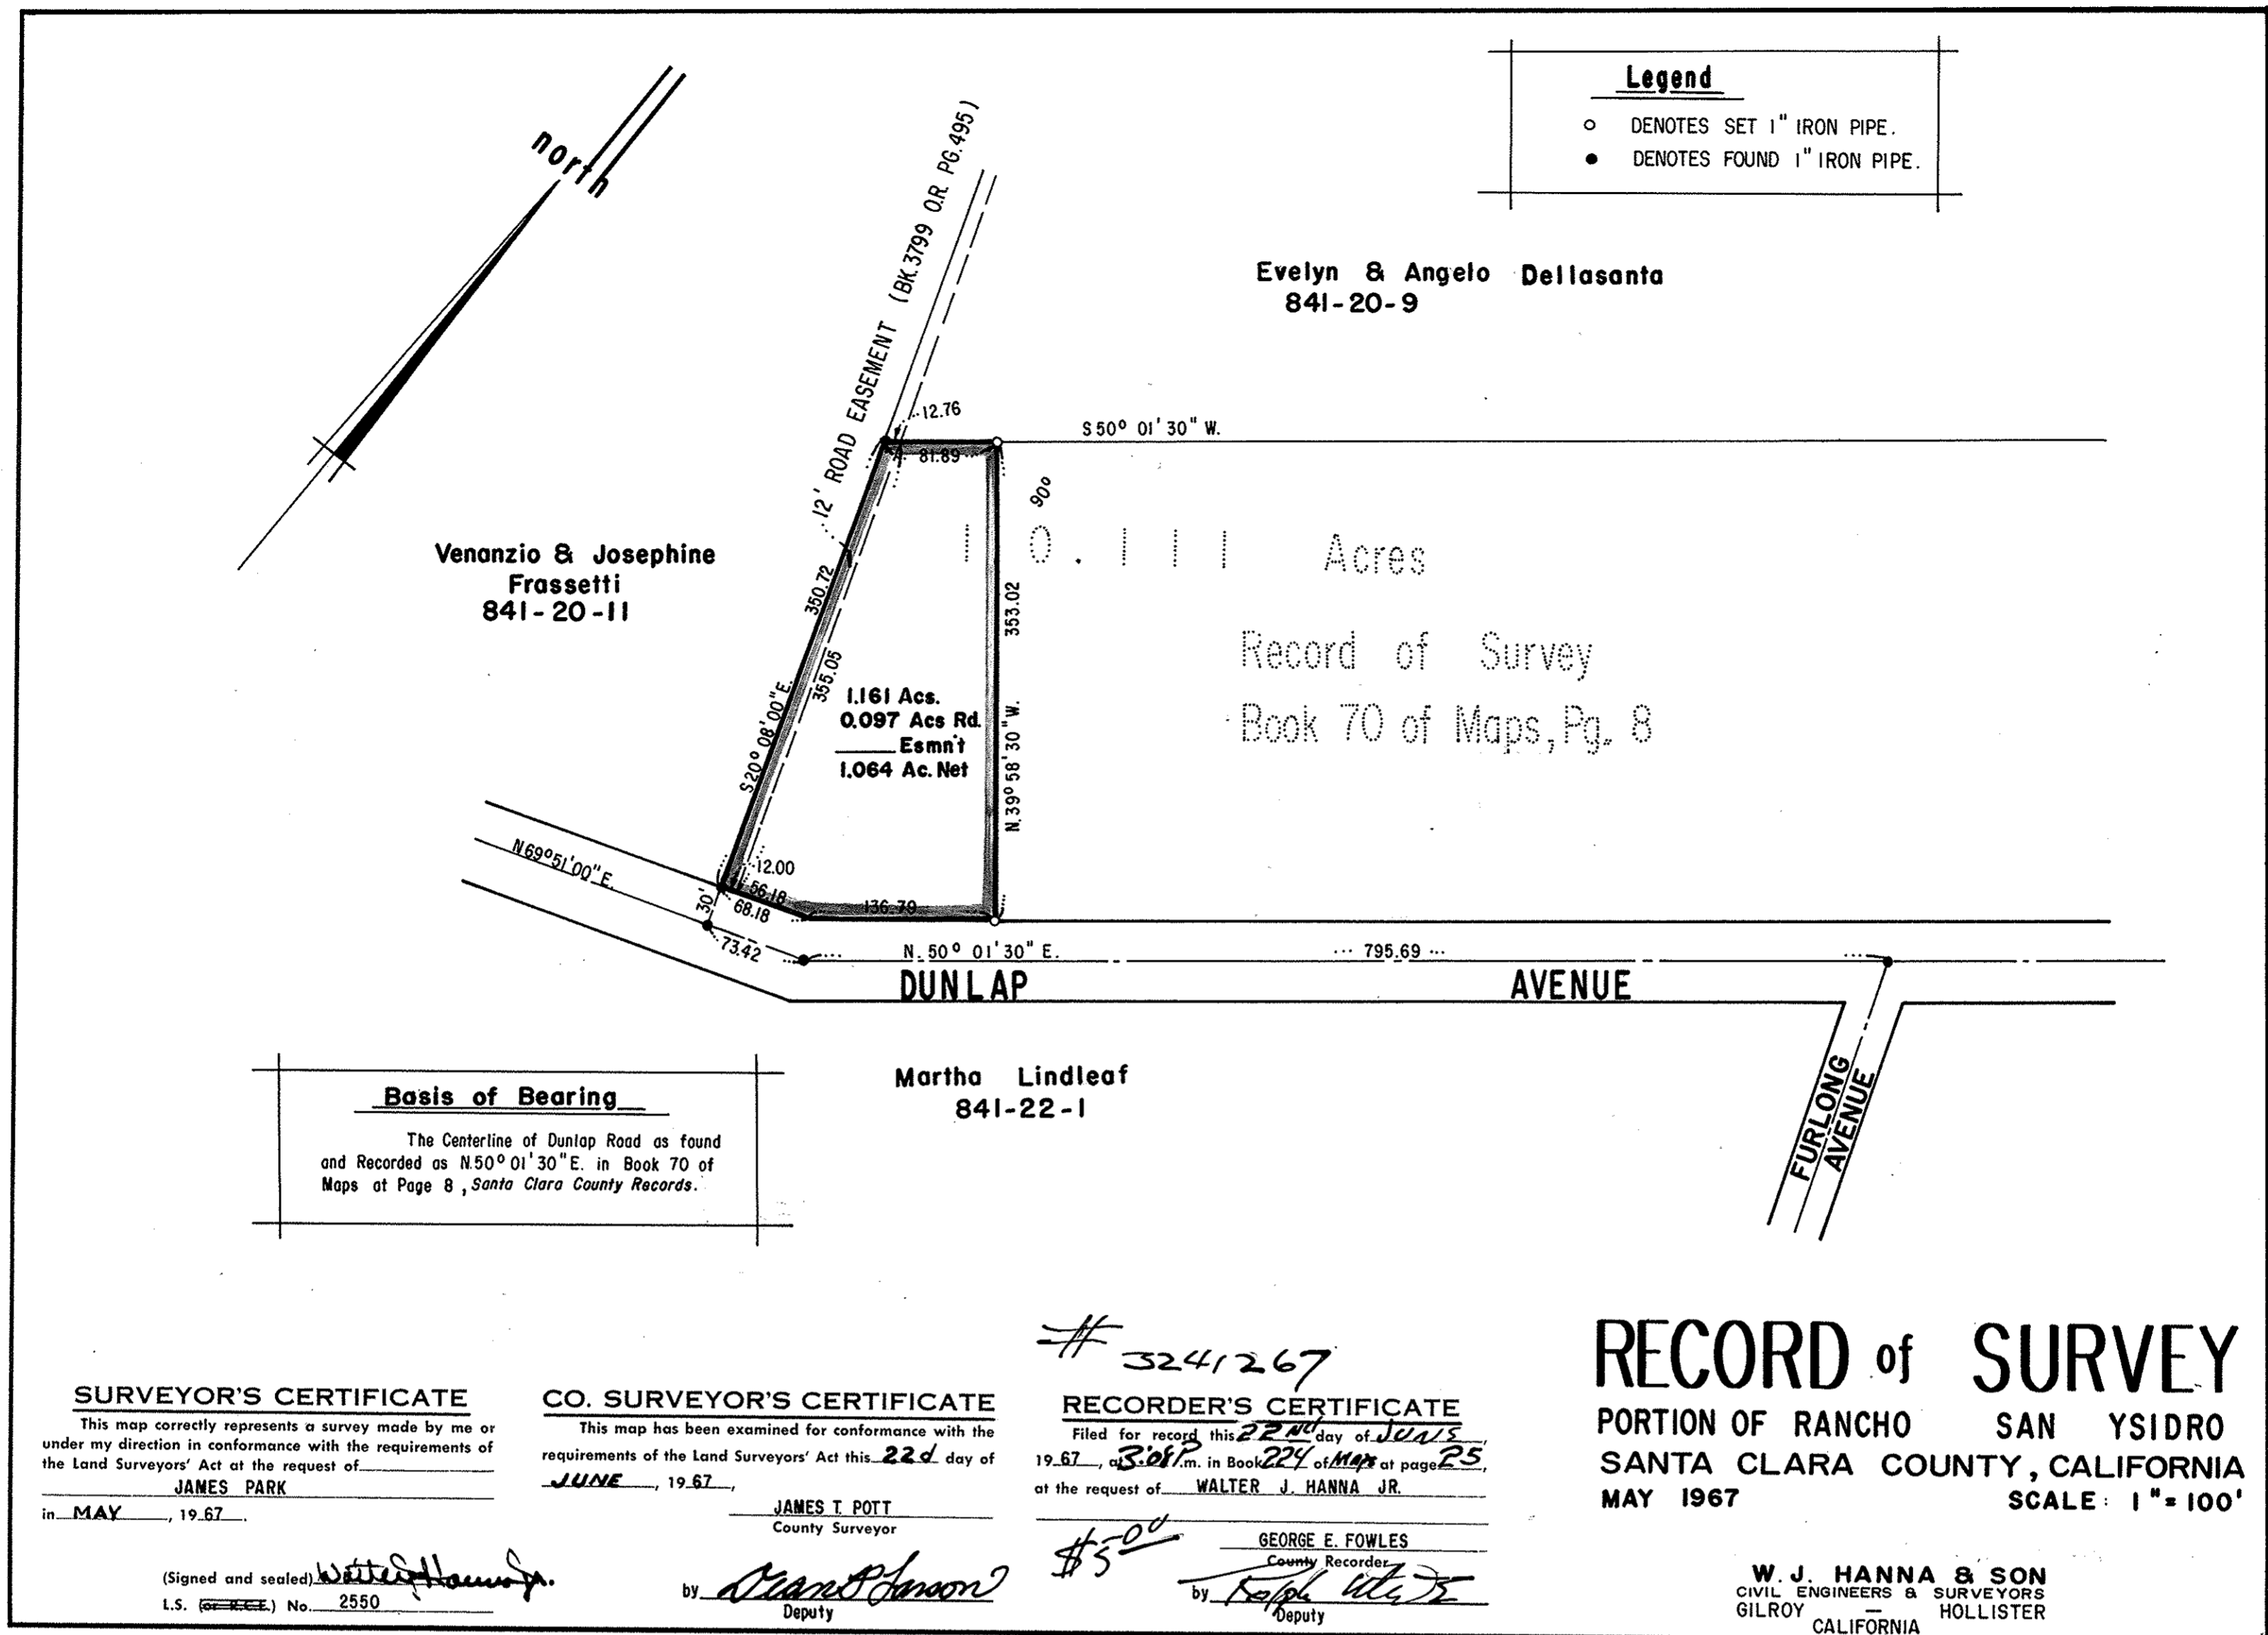 Legend
○ DENOTES SET 1" IRON PIPE.
● DENOTES FOUND 1" IRON PIPE.
north
12' ROAD EASEMENT (BK.3799 O.R. PG.495)
Evelyn & Angelo Dellasanta
841-20-9
12.76
S50° 01' 30" W.
81.89
90°
10.111 Acres
Venanzio & Josephine
Frassetti
841-20-11
350.72
353.02
Record of Survey
Book 70 of Maps, Pg. 8
355.05
S20° 08' 00" E.
1.161 Acs.
0.097 Acs Rd.
Esmn't
1.064 Ac. Net
N.39° 58' 30" W.
N69°51'00"E.
12.00
56.18
68.18
136.79
30'
73.42
N. 50° 01' 30" E.
··· 795.69 ···
DUNLAP AVENUE
FURLONG
AVENUE
Martha Lindleaf
841-22-1
Basis of Bearing
The Centerline of Dunlap Road as found
and Recorded as N.50° 01' 30" E. in Book 70 of
Maps at Page 8, Santa Clara County Records.
# 3241267
SURVEYOR'S CERTIFICATE
This map correctly represents a survey made by me or
under my direction in conformance with the requirements of
the Land Surveyors' Act at the request of
JAMES PARK
in MAY, 1967.
(Signed and sealed) Walter J. Hanna Jr.
L.S. (or R.C.E.) No. 2550
CO. SURVEYOR'S CERTIFICATE
This map has been examined for conformance with the
requirements of the Land Surveyors' Act this 22d day of
JUNE, 1967,
JAMES T. POTT
County Surveyor
by Dean P Larson
Deputy
RECORDER'S CERTIFICATE
Filed for record this 22Nd day of JUNE,
1967, at 3:08 P.m. in Book 224 of Maps at page 25,
at the request of WALTER J. HANNA JR.
$5.00
GEORGE E. FOWLES
County Recorder
by Ralph
Deputy
RECORD of SURVEY
PORTION OF RANCHO SAN YSIDRO
SANTA CLARA COUNTY, CALIFORNIA
MAY 1967 SCALE: 1"=100'
W. J. HANNA & SON
CIVIL ENGINEERS & SURVEYORS
GILROY — HOLLISTER
CALIFORNIA